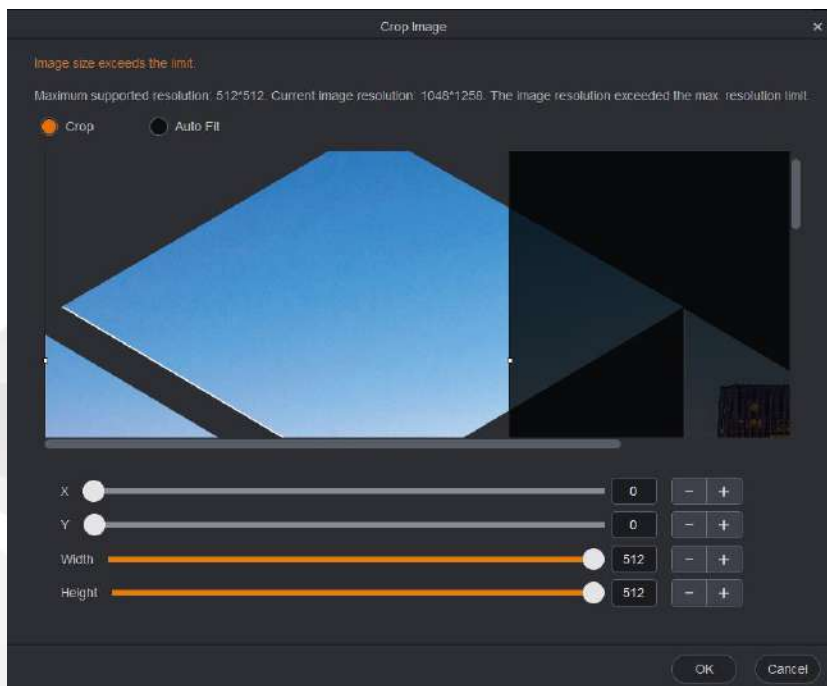 Crop Image
Image size exceeds the limit.
Maximum supported resolution: 512*512. Current image resolution: 1048*1258. The image resolution exceeded the max. resolution limit.
Crop Auto Fit
X 0 - +
Y 0 - +
Width 512 - +
Height 512 - +
OK Cancel